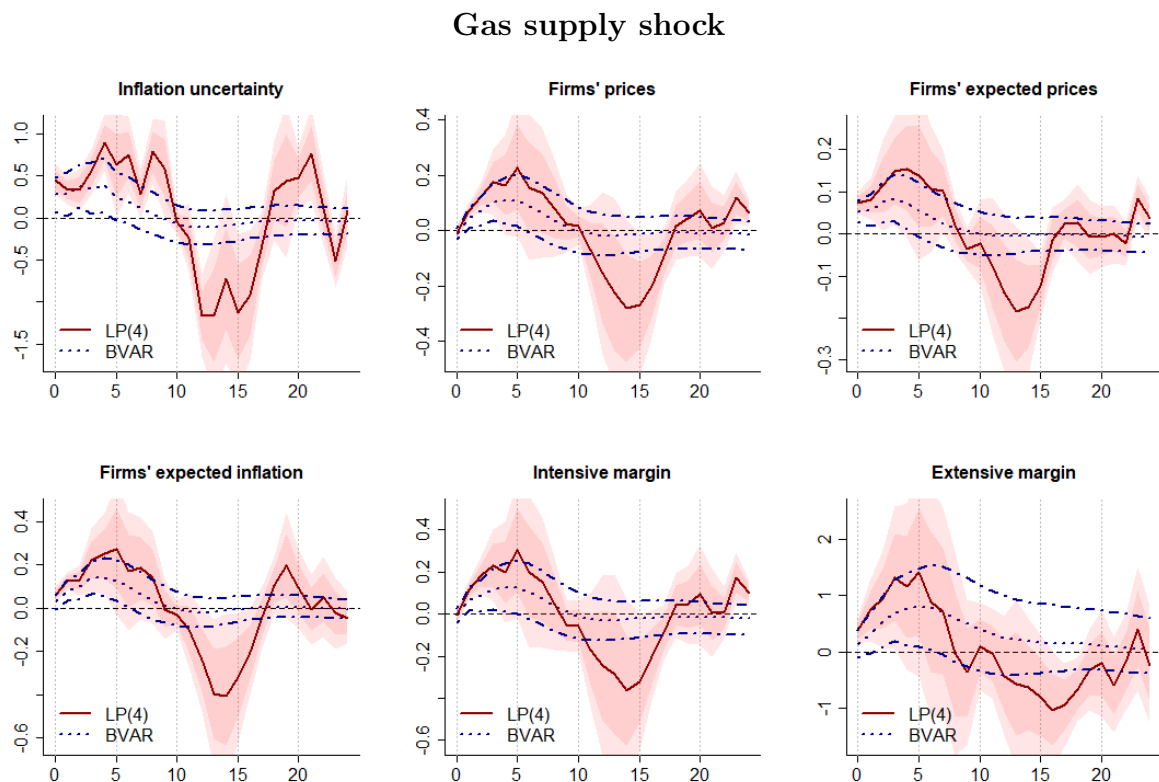 Gas supply shock
Inflation uncertainty
Firms' prices
Firms' expected prices
1.0
0.5
0.0
-0.5
-1.5
LP(4)
BVAR
0 5 10 15 20
0.4
0.2
0.0
-0.2
-0.4
LP(4)
BVAR
0 5 10 15 20
0.2
0.1
0.0
-0.1
-0.3
LP(4)
BVAR
0 5 10 15 20
Firms' expected inflation
Intensive margin
Extensive margin
0.4
0.2
0.0
-0.2
-0.6
LP(4)
BVAR
0 5 10 15 20
0.4
0.2
0.0
-0.2
-0.6
LP(4)
BVAR
0 5 10 15 20
2
1
0
-1
LP(4)
BVAR
0 5 10 15 20